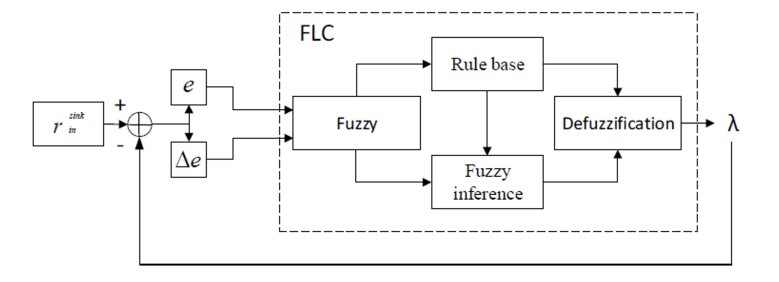 FLC
Rule base
e
+
r in sink
Fuzzy
Defuzzification
λ
-
Δe
Fuzzy
inference